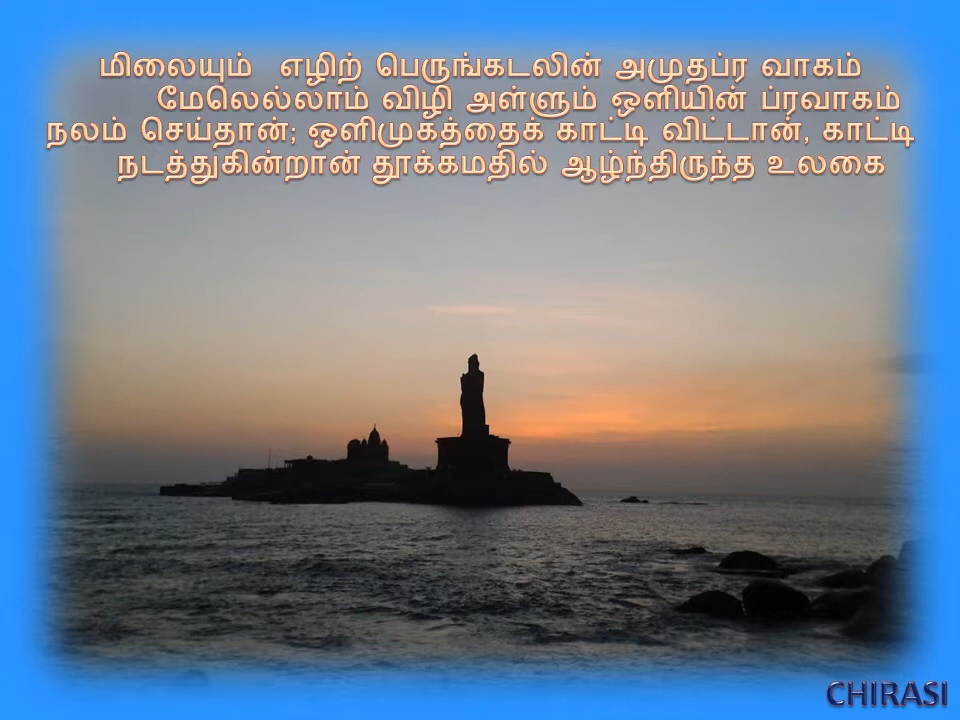 மிலையும் எழிற் பெருங்கடலின் அமுதப்ர வாகம்
மேலெல்லாம் விழி அள்ளும் ஒளியின் ப்ரவாகம்
நலம் செய்தான்; ஒளிமுகத்தைக் காட்டி விட்டான், காட்டி
நடத்துகின்றான் தூக்கமதில் ஆழ்ந்திருந்த உலகை
CHIRASI